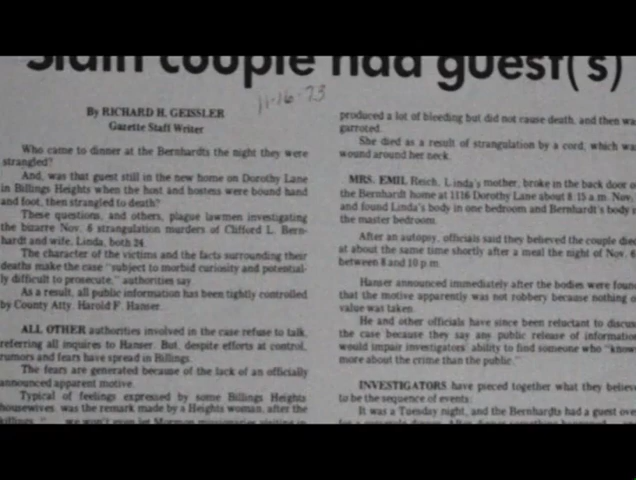 Slain couple had guest(s)
11-16-73
By RICHARD H. GEISSLER
Gazette Staff Writer
Who came to dinner at the Bernhardts the night they were
strangled?
And, was that guest still in the new home on Dorothy Lane
in Billings Heights when the host and hostess were bound hand
and foot, then strangled to death?
These questions, and others, plague lawmen investigating
the bizarre Nov. 6 strangulation murders of Clifford L. Bern-
hardt and wife, Linda, both 24.
The character of the victims and the facts surrounding their
deaths make the case "subject to morbid curiosity and potential-
ly difficult to prosecute," authorities say.
As a result, all public information has been tightly controlled
by County Atty. Harold F. Hanser.
ALL OTHER authorities involved in the case refuse to talk,
referring all inquires to Hanser. But, despite efforts at control,
rumors and fears have spread in Billings.
The fears are generated because of the lack of an officially
announced apparent motive.
Typical of feelings expressed by some Billings Heights
housewives, was the remark made by a Heights woman, after the
killings, " we won't even let Mormon missionaries visiting in
produced a lot of bleeding but did not cause death, and then wa
garroted.
She died as a result of strangulation by a cord, which was
wound around her neck.
MRS. EMIL Reich, Linda's mother, broke in the back door o
the Bernhardt home at 1116 Dorothy Lane about 8:15 a.m. Nov.
and found Linda's body in one bedroom and Bernhardt's body i
the master bedroom.
After an autopsy, officials said they believed the couple died
at about the same time shortly after a meal the night of Nov. 6
between 8 and 10 p.m.
Hanser announced immediately after the bodies were foun
that the motive apparently was not robbery because nothing o
value was taken.
He and other officials have since been reluctant to discus
the case because they say any public release of information
would impair investigators' ability to find someone who "know
more about the crime than the public."
INVESTIGATORS have pieced together what they believ
to be the sequence of events:
It was a Tuesday night, and the Bernhardts had a guest ove